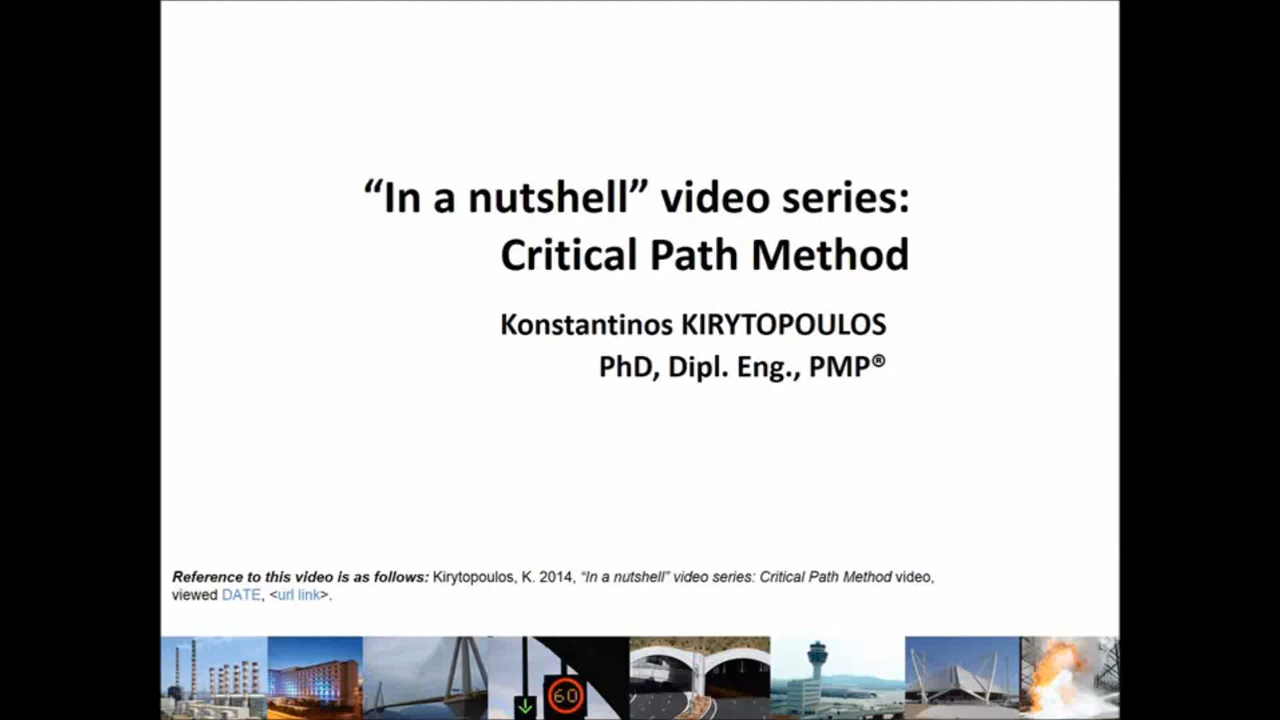 “In a nutshell” video series:
Critical Path Method
Konstantinos KIRYTOPOULOS
PhD, Dipl. Eng., PMP®
Reference to this video is as follows: Kirytopoulos, K. 2014, “In a nutshell” video series: Critical Path Method video,
viewed DATE, <url link>.
60